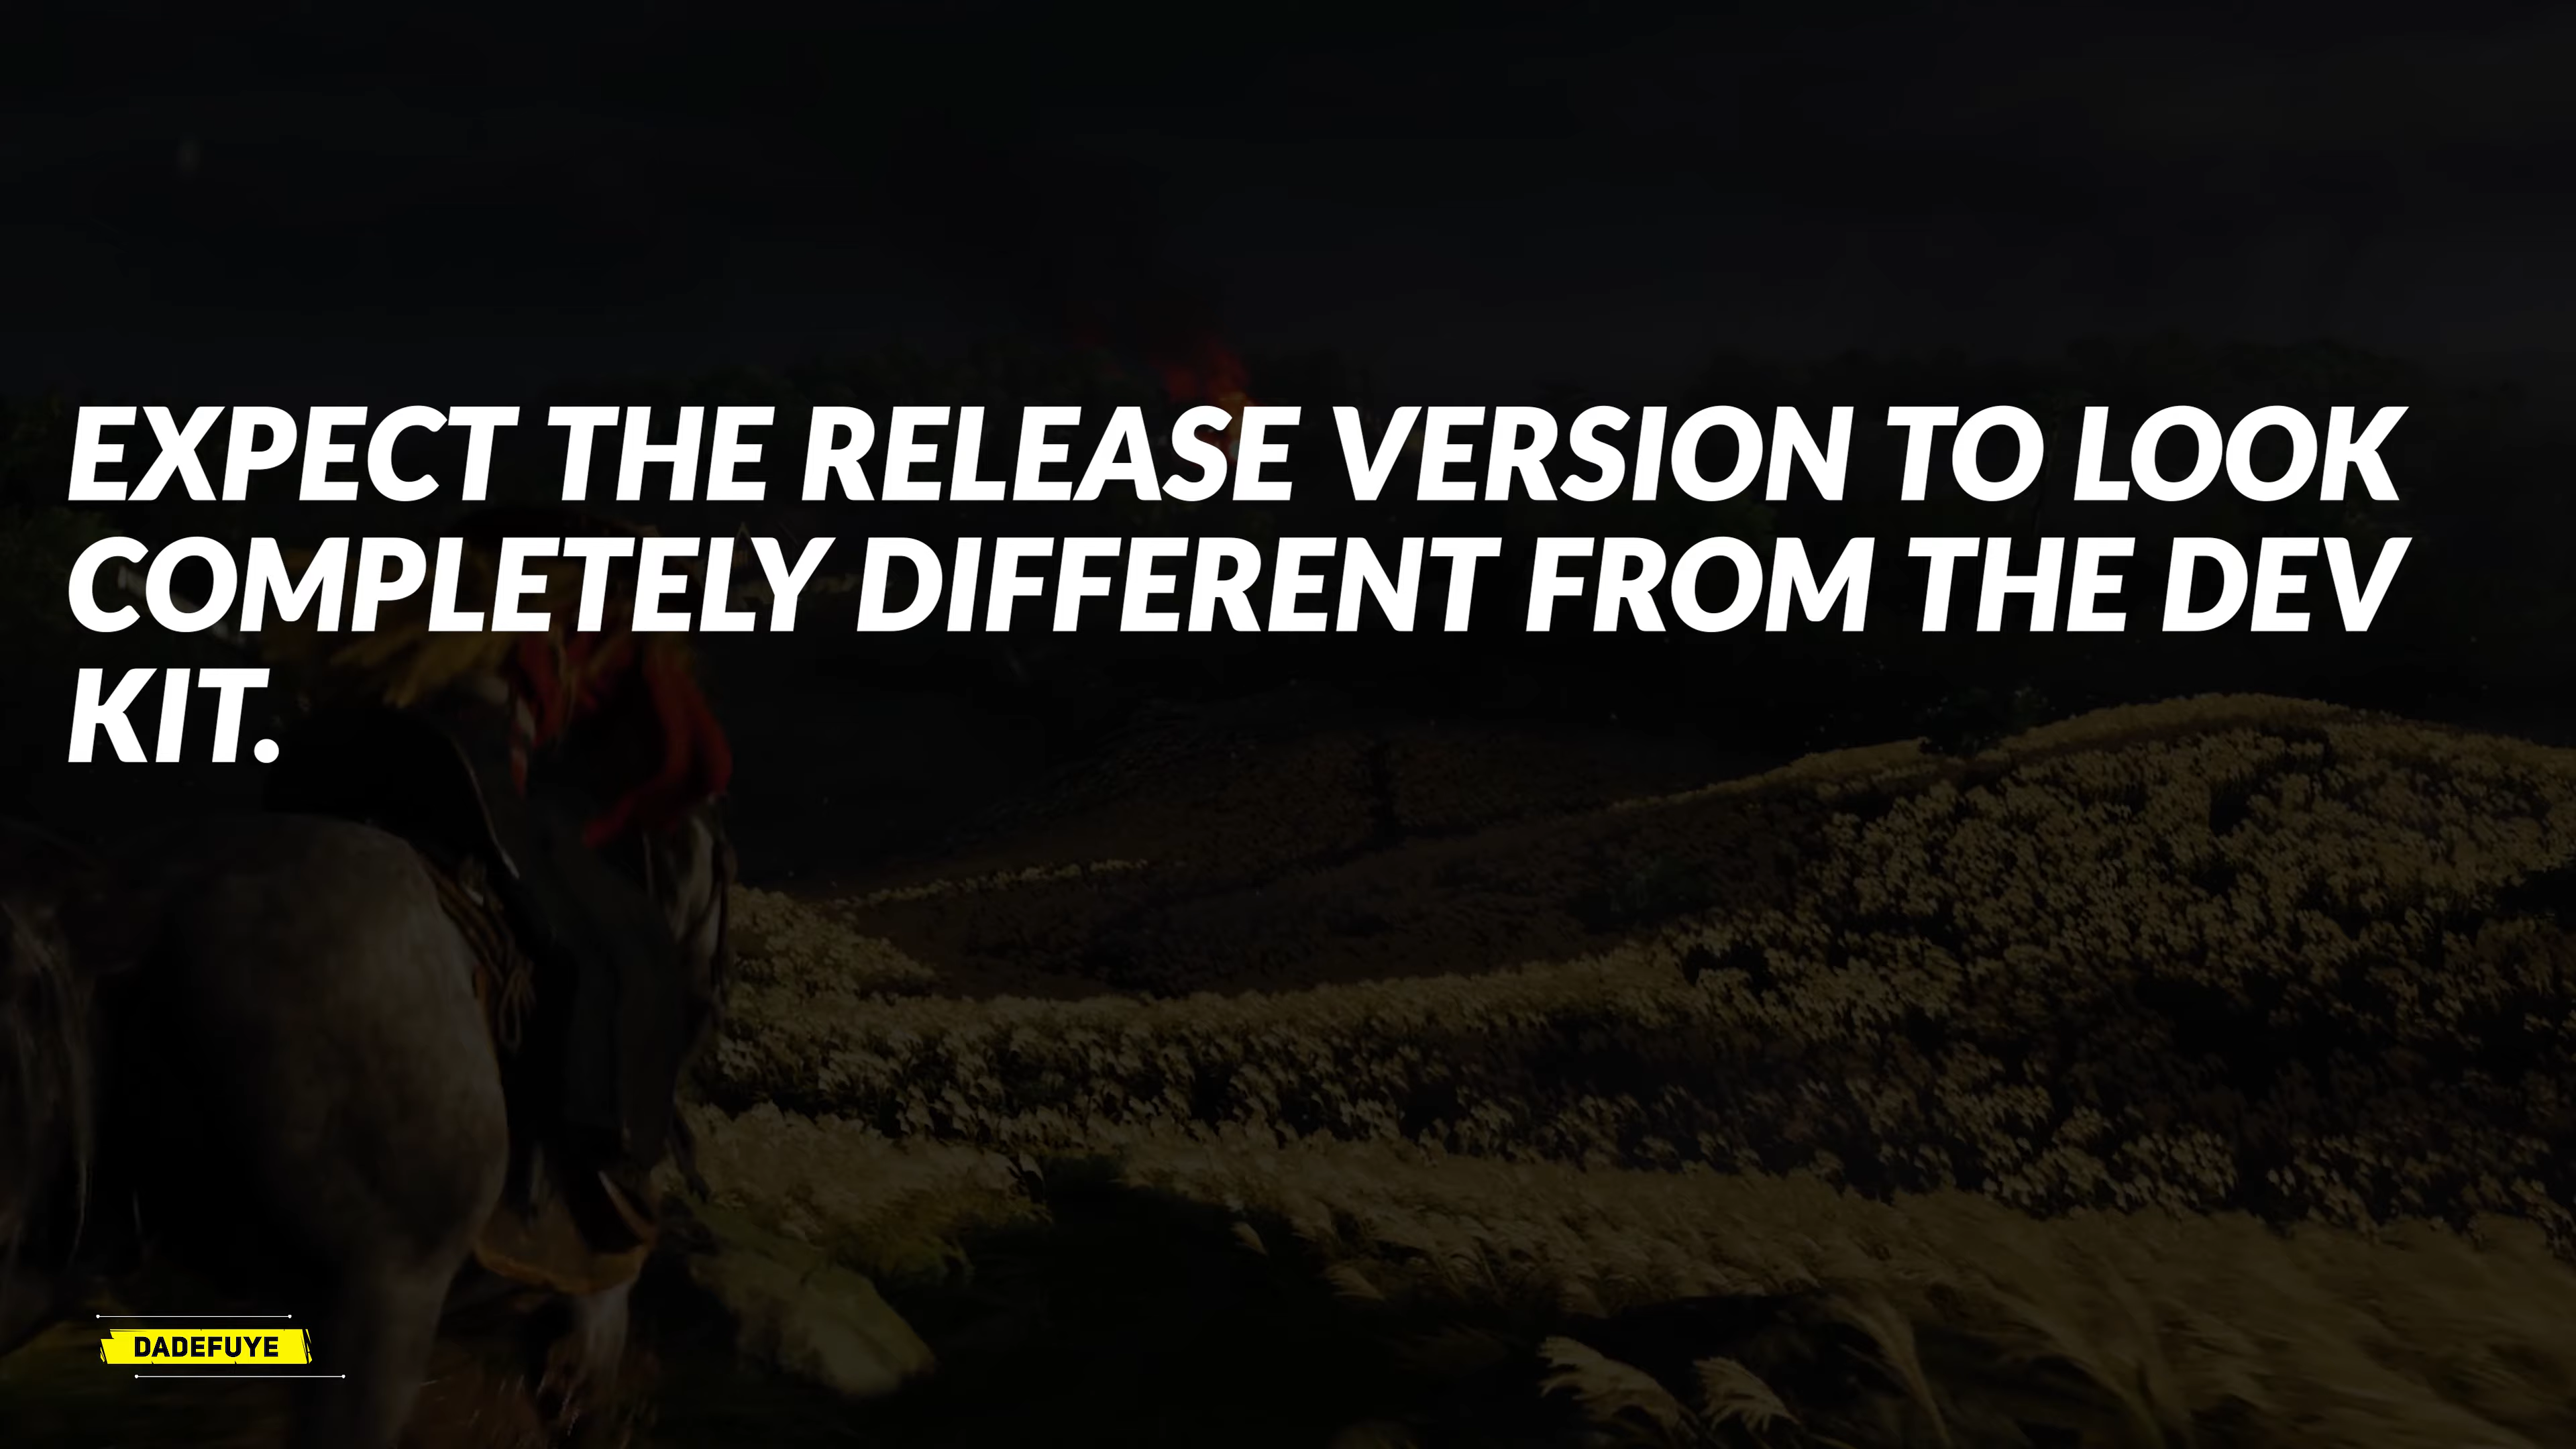 EXPECT THE RELEASE VERSION TO LOOK
COMPLETELY DIFFERENT FROM THE DEV
KIT.
DADEFUYE